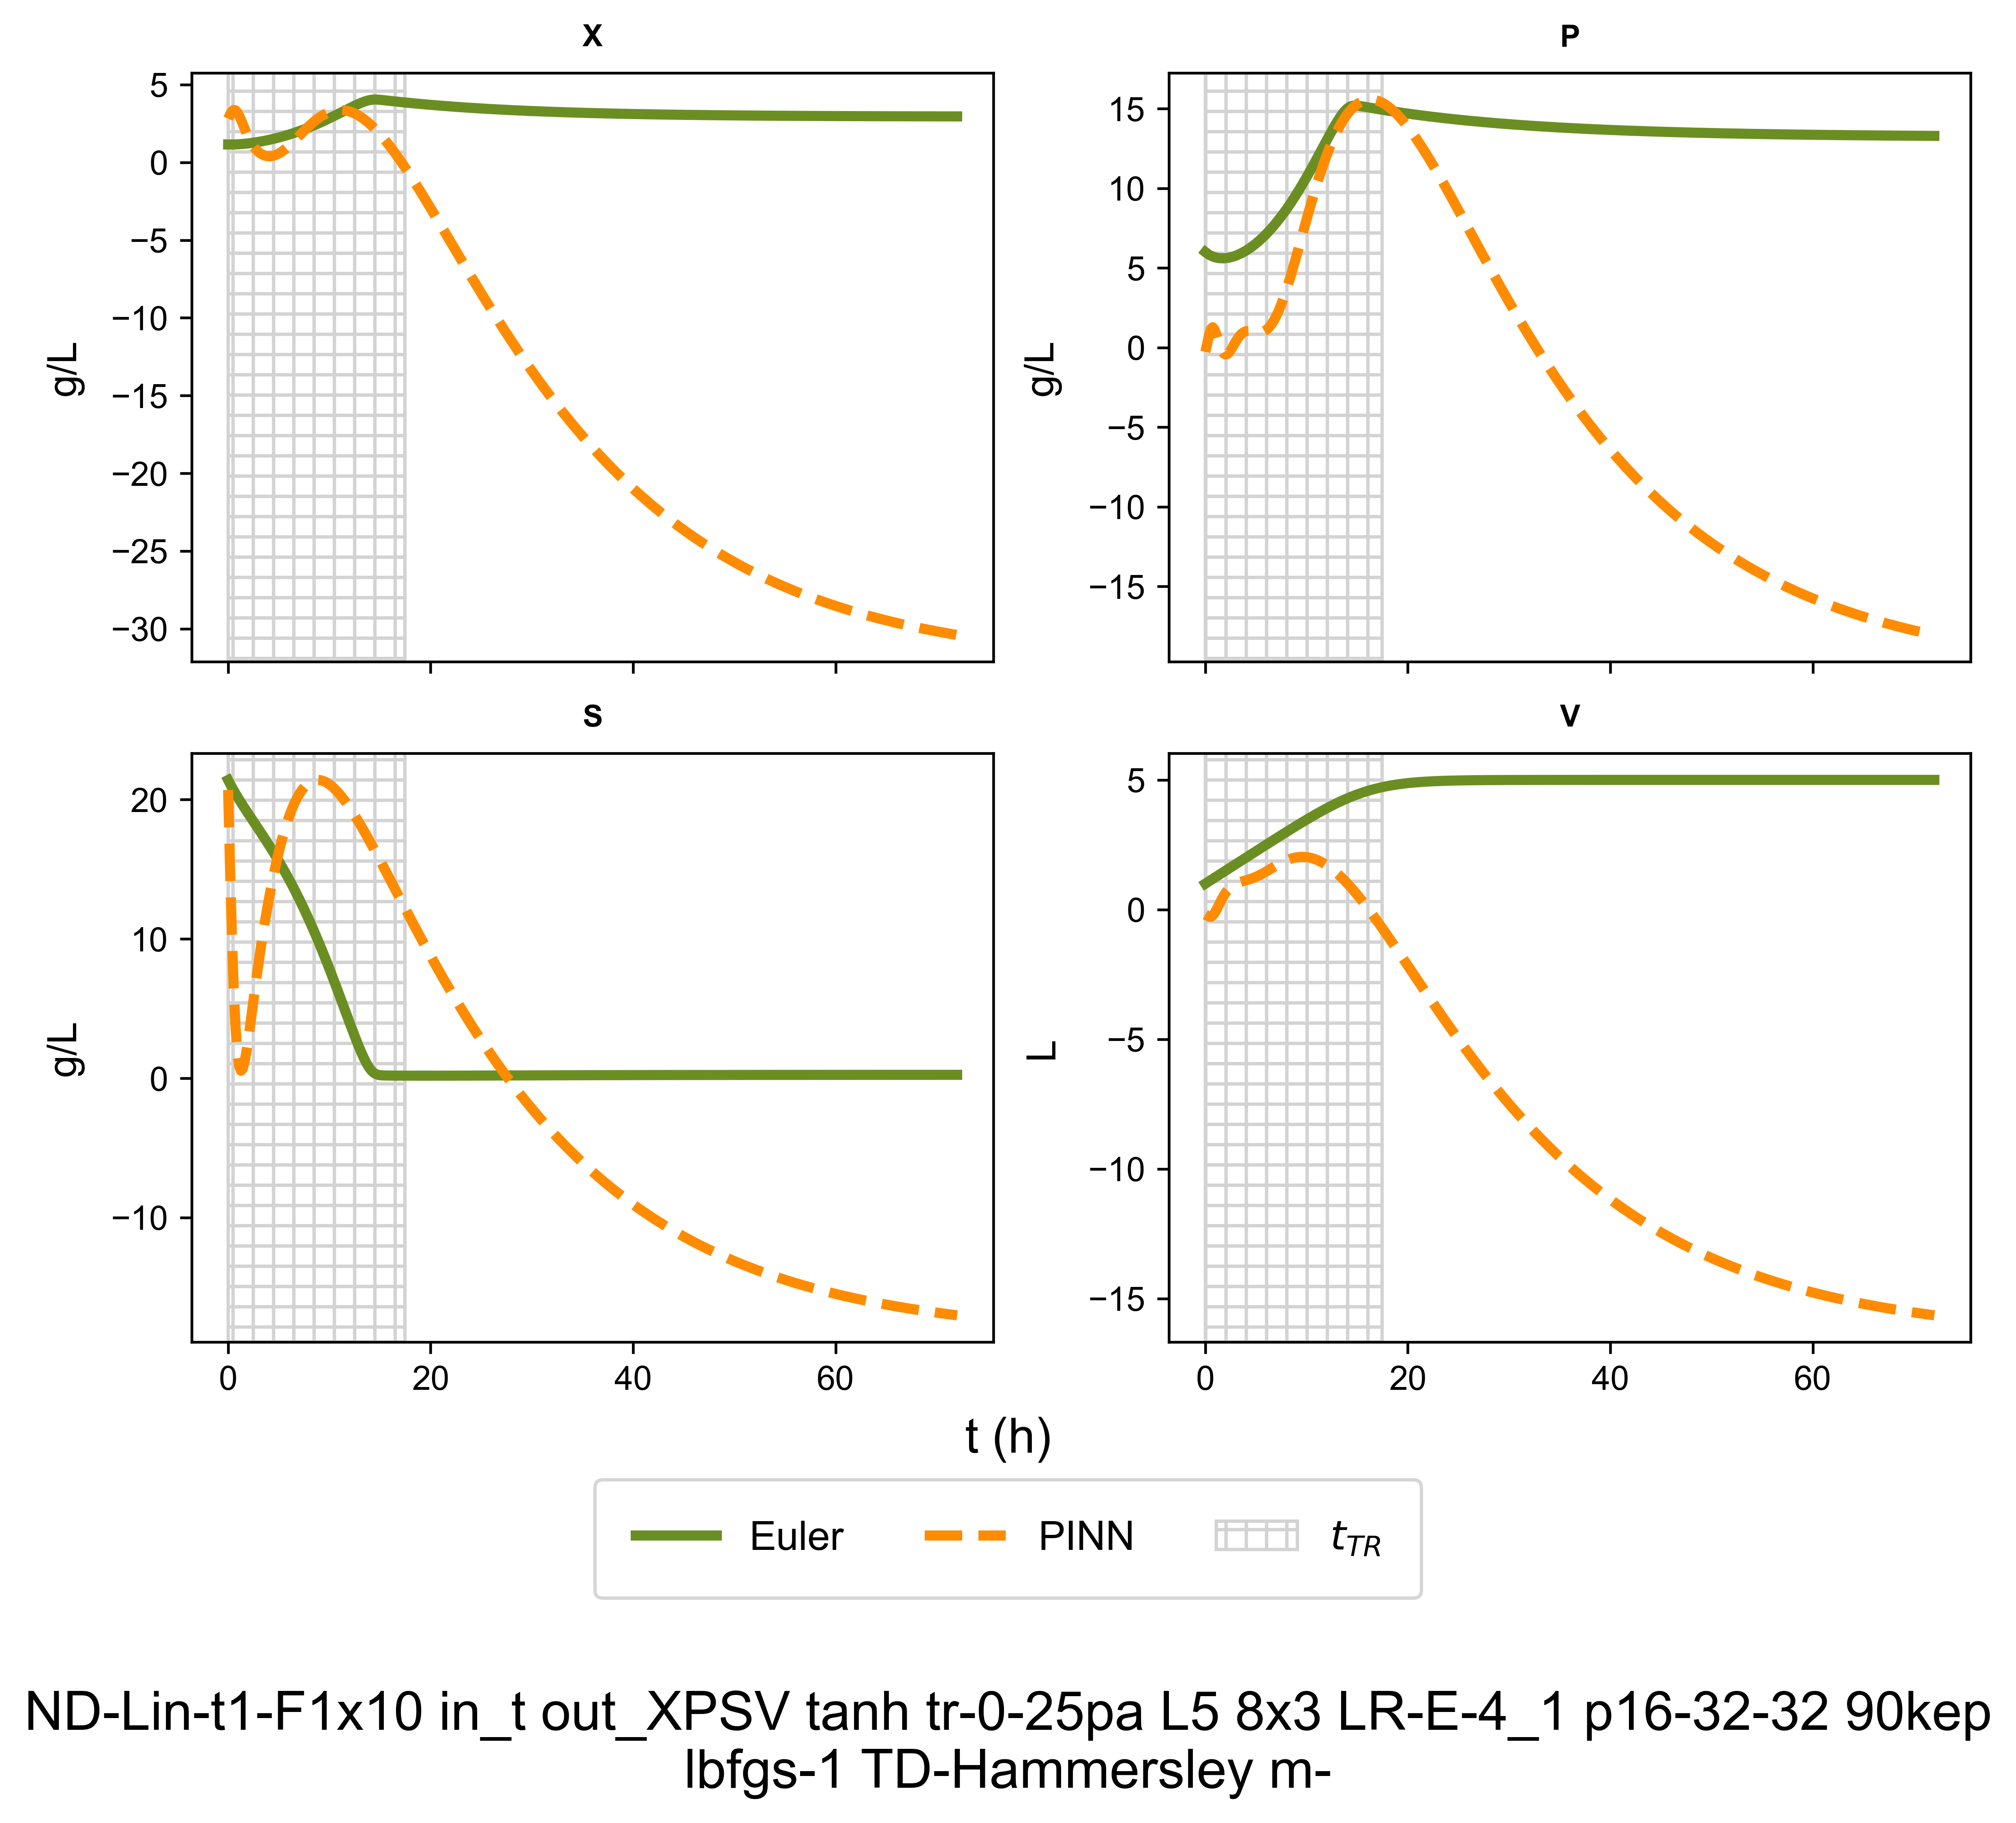 X
P
5
0
−5
−10
−15
−20
−25
−30
g/L
15
10
5
0
−5
−10
−15
g/L
S
V
20
10
0
−10
g/L
0
20
40
60
5
0
−5
−10
−15
L
0
20
40
60
t (h)
Euler
PINN
t_TR
ND-Lin-t1-F1x10 in_t out_XPSV tanh tr-0-25pa L5 8x3 LR-E-4_1 p16-32-32 90kep
lbfgs-1 TD-Hammersley m-